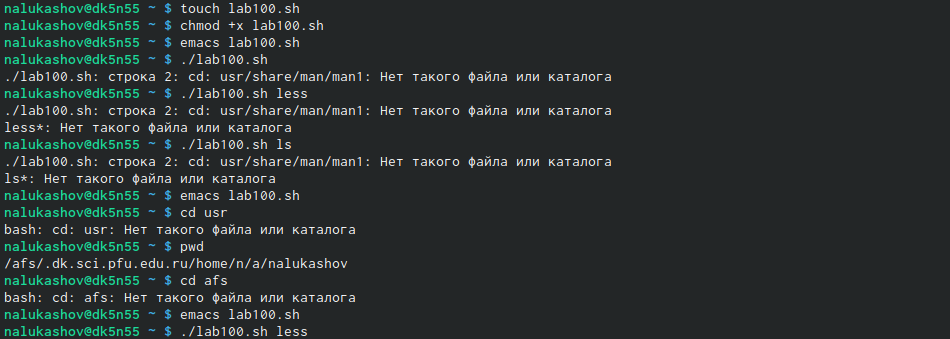 nalukashov@dk5n55 ~ $ touch lab100.sh
nalukashov@dk5n55 ~ $ chmod +x lab100.sh
nalukashov@dk5n55 ~ $ emacs lab100.sh
nalukashov@dk5n55 ~ $ ./lab100.sh
./lab100.sh: строка 2: cd: usr/share/man/man1: Нет такого файла или каталога
nalukashov@dk5n55 ~ $ ./lab100.sh less
./lab100.sh: строка 2: cd: usr/share/man/man1: Нет такого файла или каталога
less*: Нет такого файла или каталога
nalukashov@dk5n55 ~ $ ./lab100.sh ls
./lab100.sh: строка 2: cd: usr/share/man/man1: Нет такого файла или каталога
ls*: Нет такого файла или каталога
nalukashov@dk5n55 ~ $ emacs lab100.sh
nalukashov@dk5n55 ~ $ cd usr
bash: cd: usr: Нет такого файла или каталога
nalukashov@dk5n55 ~ $ pwd
/afs/.dk.sci.pfu.edu.ru/home/n/a/nalukashov
nalukashov@dk5n55 ~ $ cd afs
bash: cd: afs: Нет такого файла или каталога
nalukashov@dk5n55 ~ $ emacs lab100.sh
nalukashov@dk5n55 ~ $ ./lab100.sh less